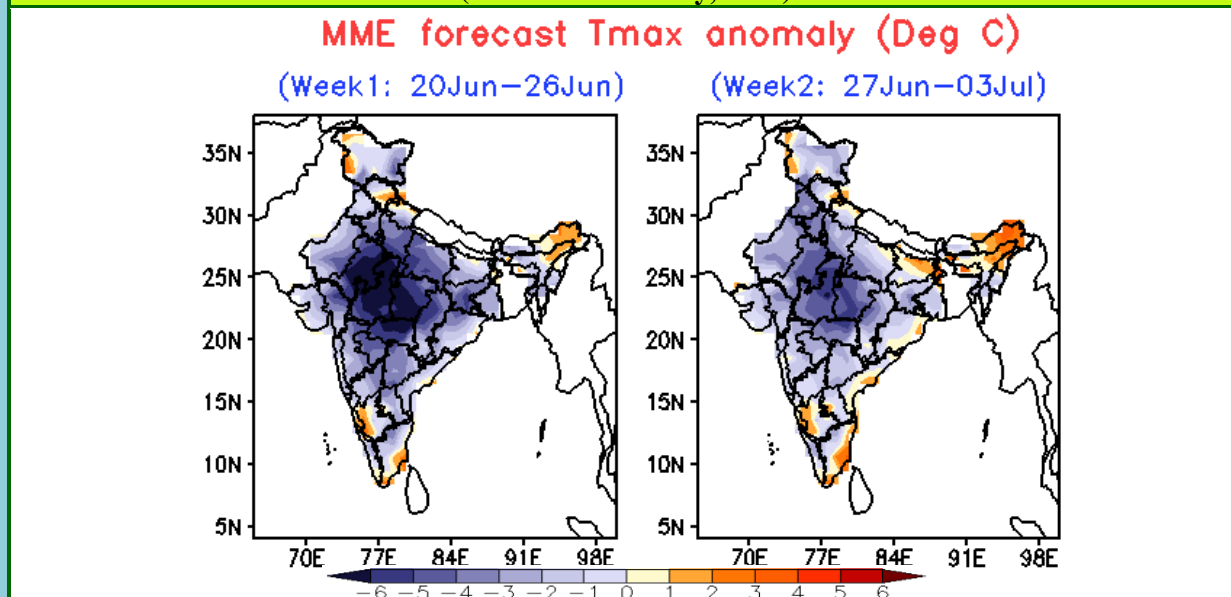 MME forecast Tmax anomaly (Deg C)
(Week1: 20Jun–26Jun)
(Week2: 27Jun–03Jul)
35N
30N
25N
20N
15N
10N
5N
70E 77E 84E 91E 98E
35N
30N
25N
20N
15N
10N
5N
70E 77E 84E 91E 98E
−6 −5 −4 −3 −2 −1 0 1 2 3 4 5 6